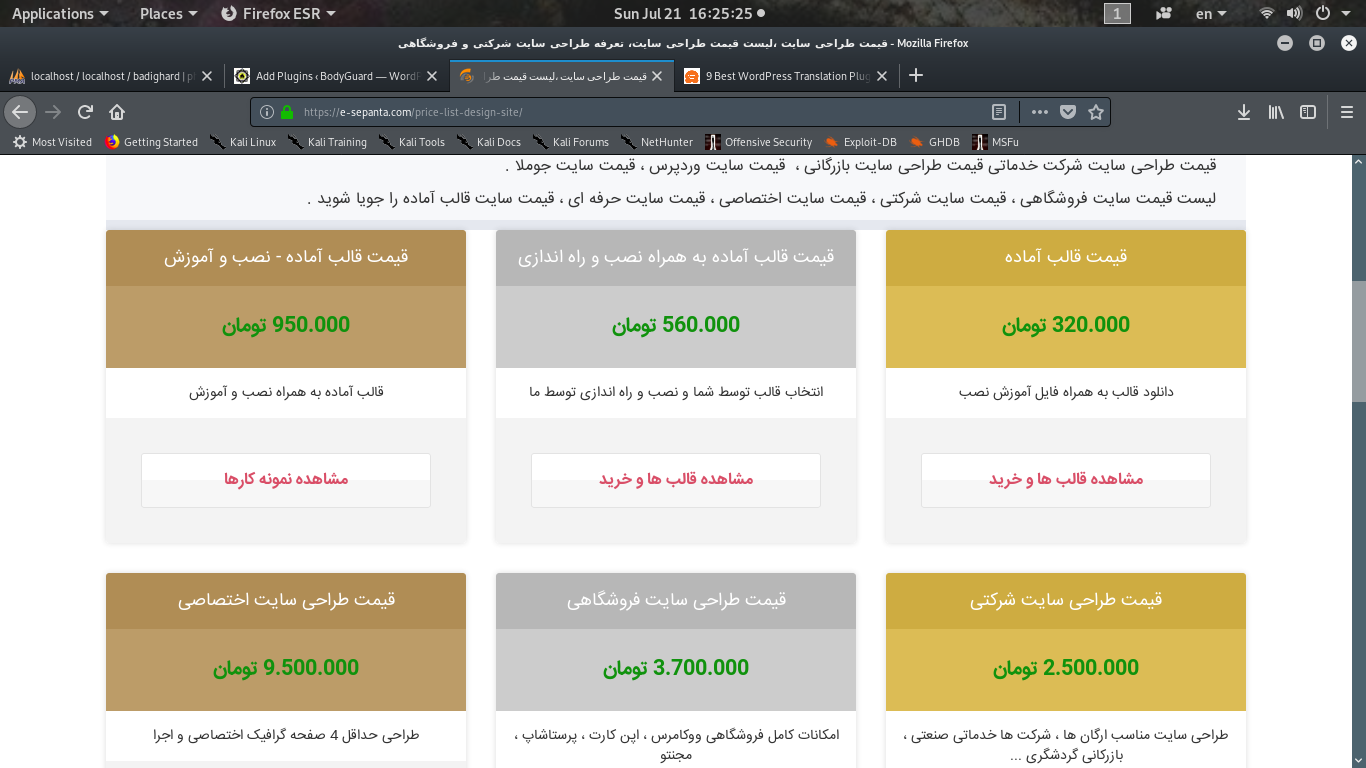 Applications Places Firefox ESR Sun Jul 21 16:25:25 1 en
قیمت طراحی سایت ،لیست قیمت طراحی سایت، تعرفه طراحی سایت شرکتی و فروشگاهی - Mozilla Firefox
localhost / localhost / badighard | p Add Plugins ‹ BodyGuard — WordP قیمت طراحی سایت ،لیست قیمت طرا 9 Best WordPress Translation Plug
https://e-sepanta.com/price-list-design-site/
Most Visited Getting Started Kali Linux Kali Training Kali Tools Kali Docs Kali Forums NetHunter Offensive Security Exploit-DB GHDB MSFu
قیمت طراحی سایت شرکت خدماتی قیمت طراحی سایت بازرگانی ، قیمت سایت وردپرس ، قیمت سایت جوملا .
لیست قیمت سایت فروشگاهی ، قیمت سایت شرکتی ، قیمت سایت اختصاصی ، قیمت سایت حرفه ای ، قیمت سایت قالب آماده را جویا شوید .
قیمت قالب آماده
320.000 تومان
دانلود قالب به همراه فایل آموزش نصب
مشاهده قالب ها و خرید
قیمت قالب آماده به همراه نصب و راه اندازی
560.000 تومان
انتخاب قالب توسط شما و نصب و راه اندازی توسط ما
مشاهده قالب ها و خرید
قیمت قالب آماده - نصب و آموزش
950.000 تومان
قالب آماده به همراه نصب و آموزش
مشاهده نمونه کارها
قیمت طراحی سایت شرکتی
2.500.000 تومان
طراحی سایت مناسب ارگان ها ، شرکت ها خدماتی صنعتی ،
بازرکانی گردشگری ...
قیمت طراحی سایت فروشگاهی
3.700.000 تومان
امکانات کامل فروشگاهی ووکامرس ، اپن کارت ، پرستاشاپ ،
مجنتو
قیمت طراحی سایت اختصاصی
9.500.000 تومان
طراحی حداقل 4 صفحه گرافیک اختصاصی و اجرا